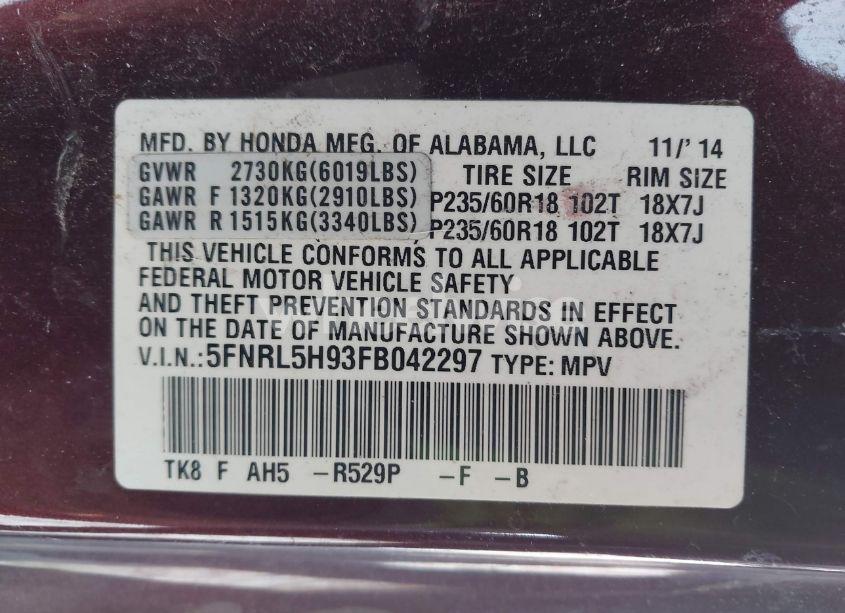 MFD. BY HONDA MFG. OF ALABAMA, LLC 11/' 14
GVWR 2730KG(6019LBS) TIRE SIZE RIM SIZE
GAWR F 1320KG(2910LBS) P235/60R18 102T 18X7J
GAWR R 1515KG(3340LBS) P235/60R18 102T 18X7J
THIS VEHICLE CONFORMS TO ALL APPLICABLE
FEDERAL MOTOR VEHICLE SAFETY
AND THEFT PREVENTION STANDARDS IN EFFECT
ON THE DATE OF MANUFACTURE SHOWN ABOVE.
V.I.N.:5FNRL5H93FB042297 TYPE: MPV
TK8 F AH5 –R529P –F –B